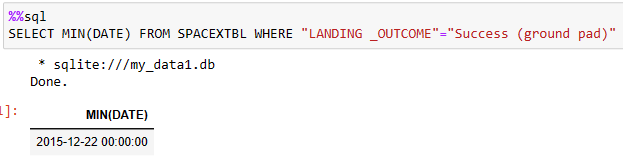 %%sql
SELECT MIN(DATE) FROM SPACEXTBL WHERE "LANDING _OUTCOME"="Success (ground pad)"
* sqlite:///my_data1.db
Done.
]:
MIN(DATE)
2015-12-22 00:00:00